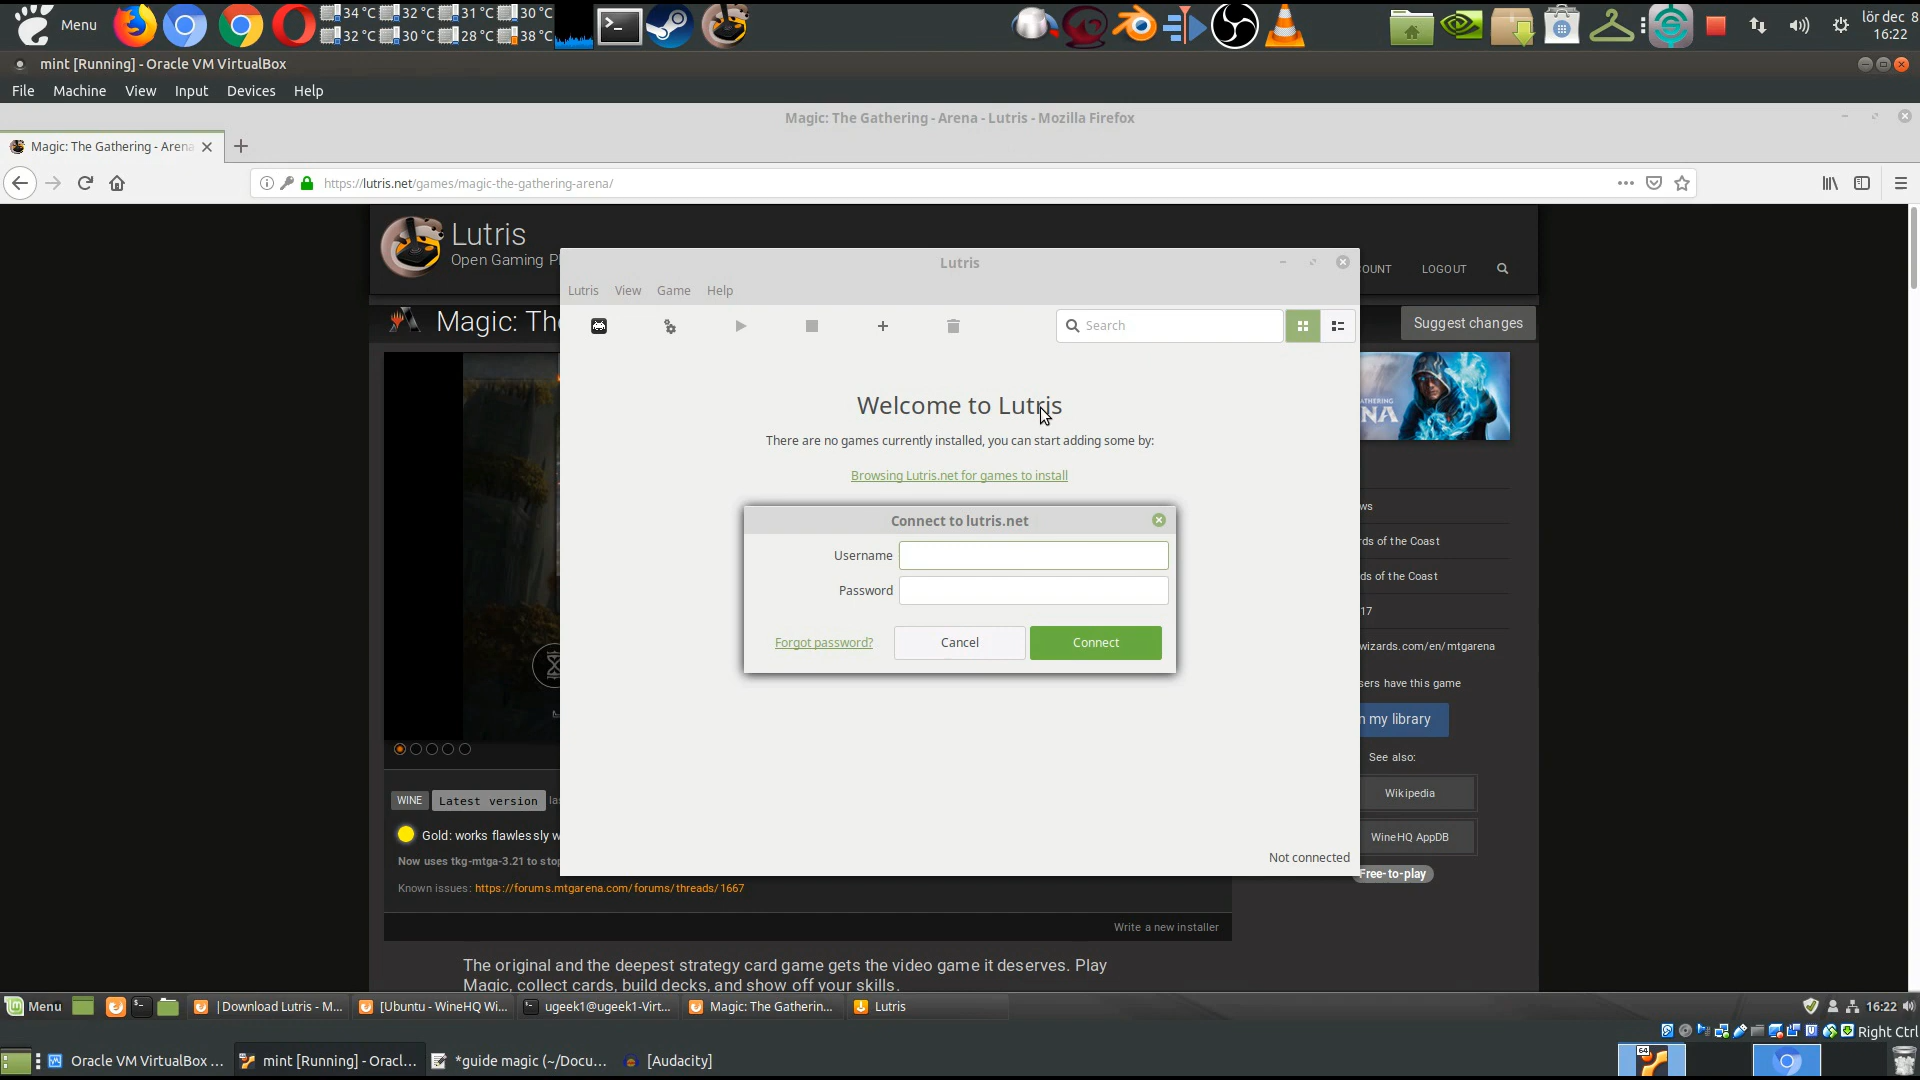 Menu
34°C 32°C 31°C 30°C
32°C 30°C 28°C 38°C
lör dec 8
16:22
mint [Running] - Oracle VM VirtualBox
File Machine View Input Devices Help
Magic: The Gathering - Arena - Lutris - Mozilla Firefox
Magic: The Gathering - Arena
https://lutris.net/games/magic-the-gathering-arena/
Lutris
Open Gaming Pl
OUNT LOGOUT
Magic: The
Suggest changes
Lutris
Lutris View Game Help
Search
Welcome to Lutris
There are no games currently installed, you can start adding some by:
Browsing Lutris.net for games to install
Connect to lutris.net
Username
Password
Forgot password? Cancel Connect
Not connected
GATHERING
NA
ws
rds of the Coast
ds of the Coast
17
wizards.com/en/mtgarena
sers have this game
n my library
See also:
Wikipedia
WineHQ AppDB
Free-to-play
WINE Latest version las
Gold: works flawlessly w
Now uses tkg-mtga-3.21 to stop
Known issues: https://forums.mtgarena.com/forums/threads/1667
Write a new installer
The original and the deepest strategy card game gets the video game it deserves. Play
Magic, collect cards, build decks, and show off your skills.
Menu
|Download Lutris - M...
[Ubuntu - WineHQ Wi...
ugeek1@ugeek1-Virt...
Magic: The Gatherin...
Lutris
16:22
Right Ctrl
Oracle VM VirtualBox ...
mint [Running] - Oracl...
*guide magic (~/Docu...
[Audacity]
64